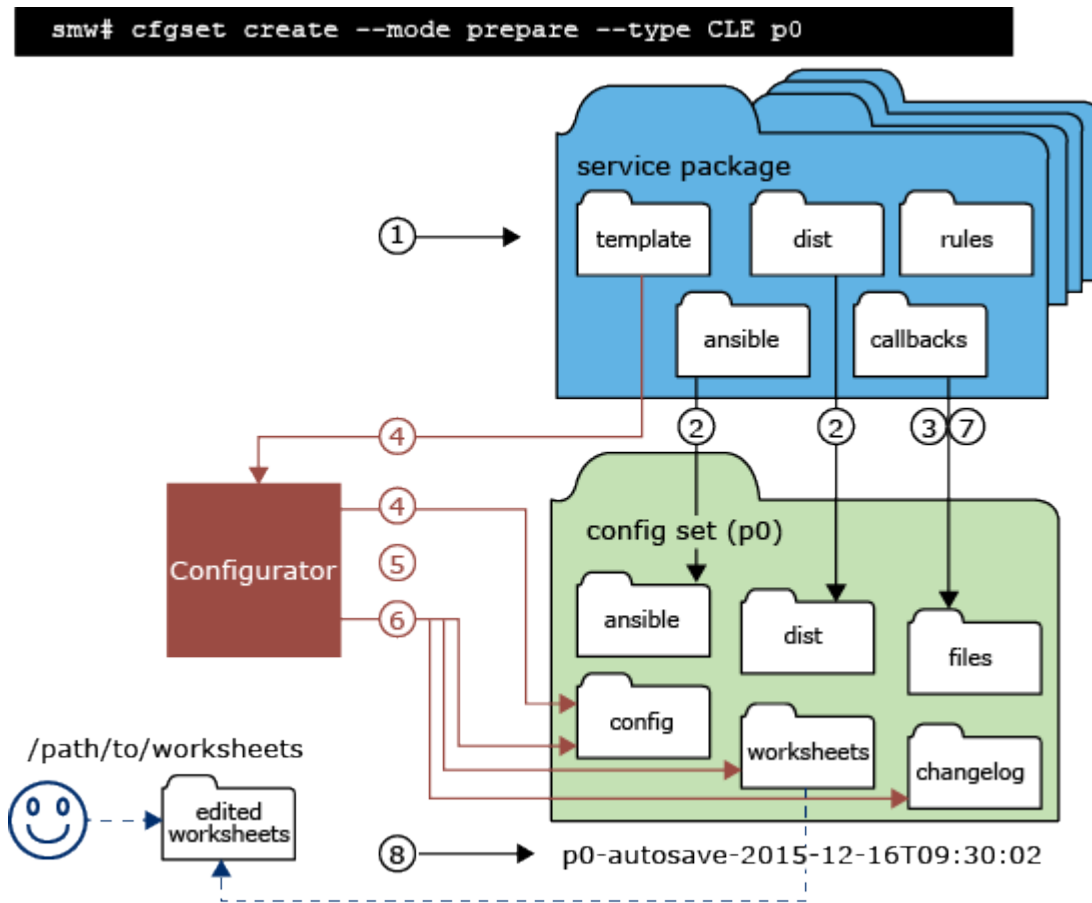 smw# cfgset create --mode prepare --type CLE p0
service package
template
dist
rules
1
ansible
callbacks
2
2
3
7
4
4
config set (p0)
Configurator
5
6
ansible
dist
files
config
worksheets
changelog
/path/to/worksheets
edited
worksheets
8
p0-autosave-2015-12-16T09:30:02